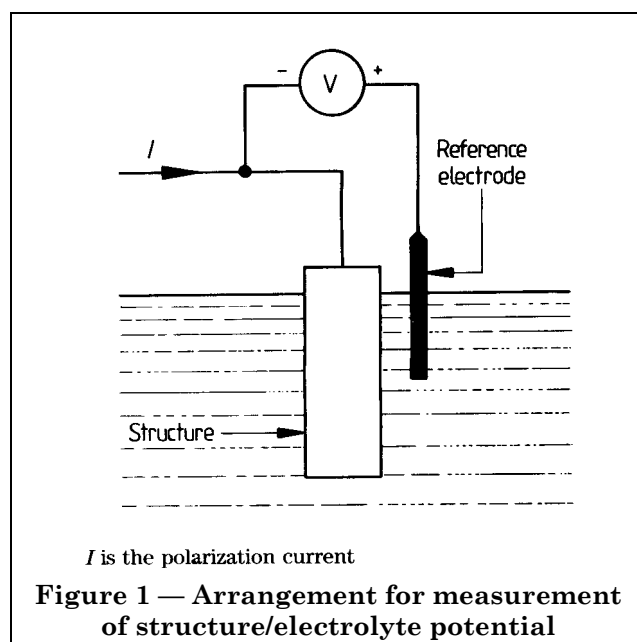 - V +
I
Reference
electrode
Structure
I is the polarization current
Figure 1 — Arrangement for measurement
of structure/electrolyte potential